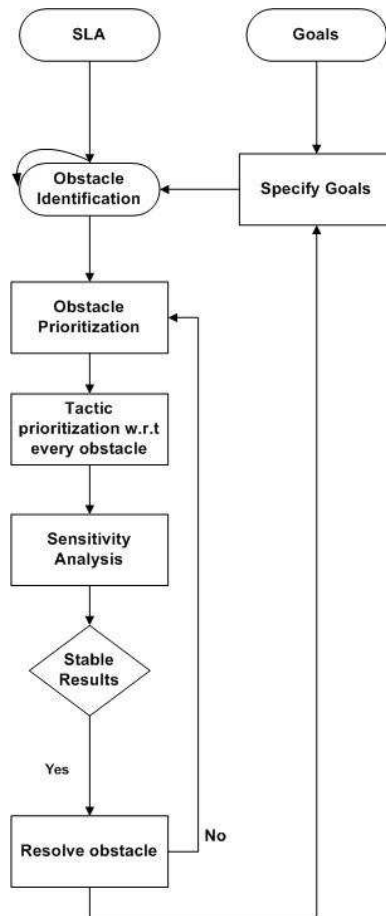 SLA
Goals
Obstacle
Identification
Specify Goals
Obstacle
Prioritization
Tactic
prioritization w.r.t
every obstacle
Sensitivity
Analysis
Stable
Results
Yes
No
Resolve obstacle